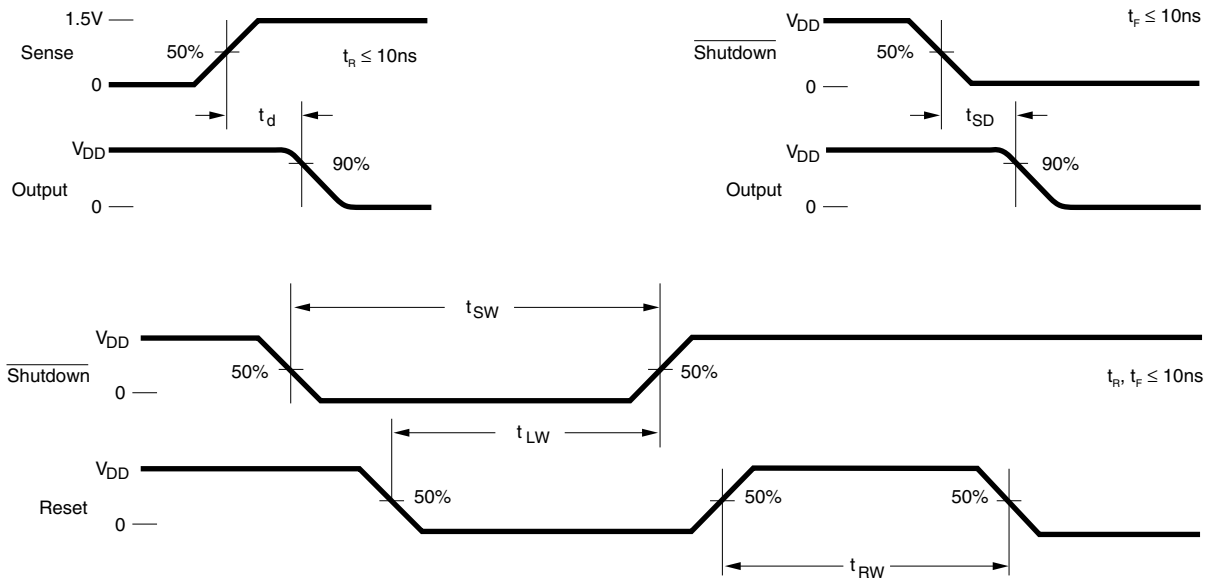 1.5V
Sense
50%
t_R ≤ 10ns
0
t_d
V_DD
90%
Output
0
V_DD
t_F ≤ 10ns
Shutdown
50%
0
t_SD
V_DD
90%
Output
0
t_SW
V_DD
Shutdown
50%
50%
t_R, t_F ≤ 10ns
0
t_LW
V_DD
Reset
50%
50%
50%
0
t_RW